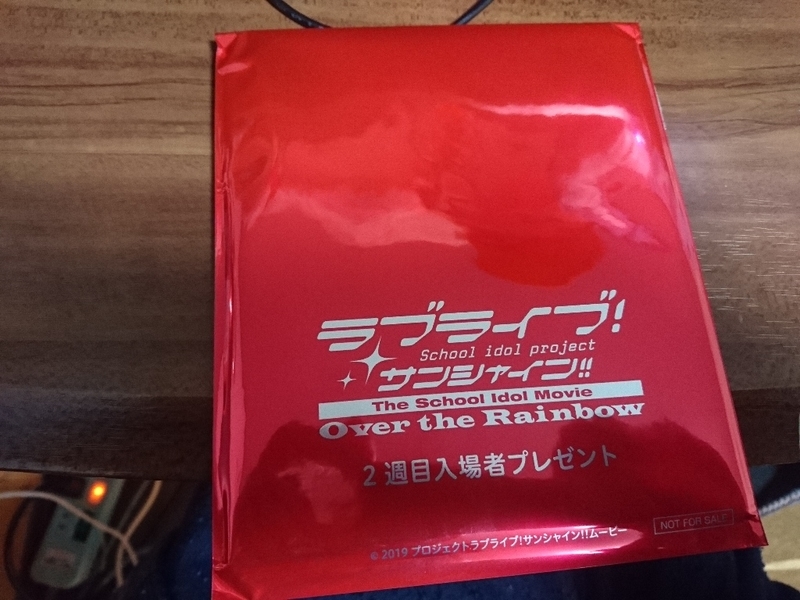 ラブライブ!
School idol project
サンシャイン!!
The School Idol Movie
Over the Rainbow
2週目入場者プレゼント
NOT FOR SALE
© 2019 プロジェクトラブライブ!サンシャイン!!ムービー